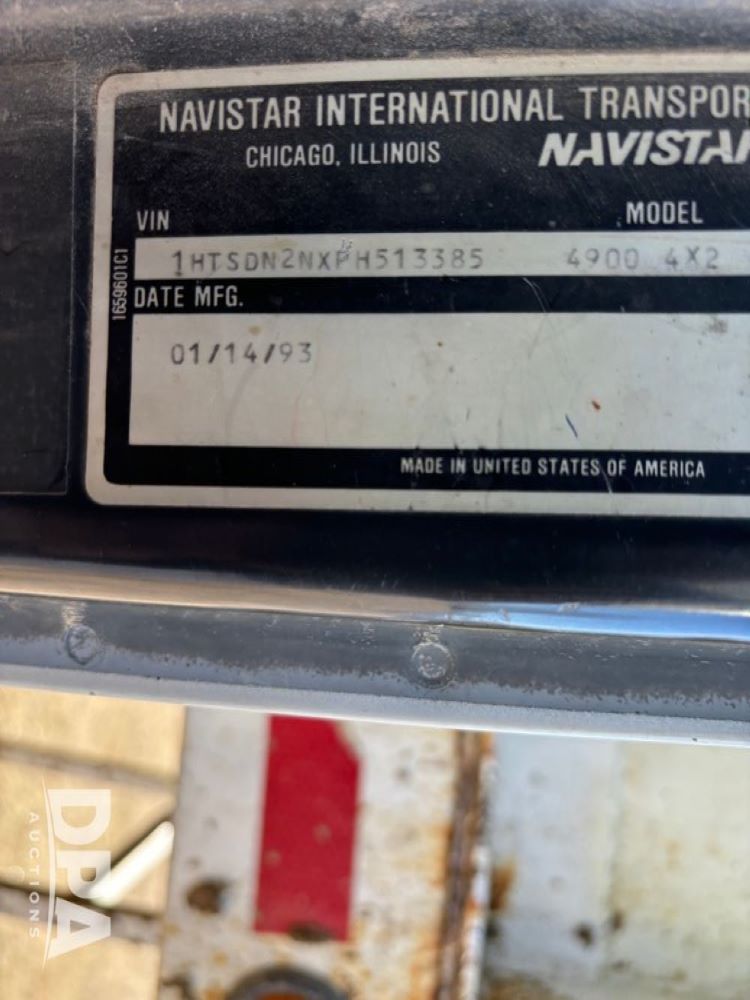 NAVISTAR INTERNATIONAL TRANSPOR
CHICAGO, ILLINOIS NAVISTAR
VIN MODEL
1HTSDN2NXPH513385 4900 4X2
1659601C1
DATE MFG.
01/14/93
MADE IN UNITED STATES OF AMERICA
DPA
AUCTIONS